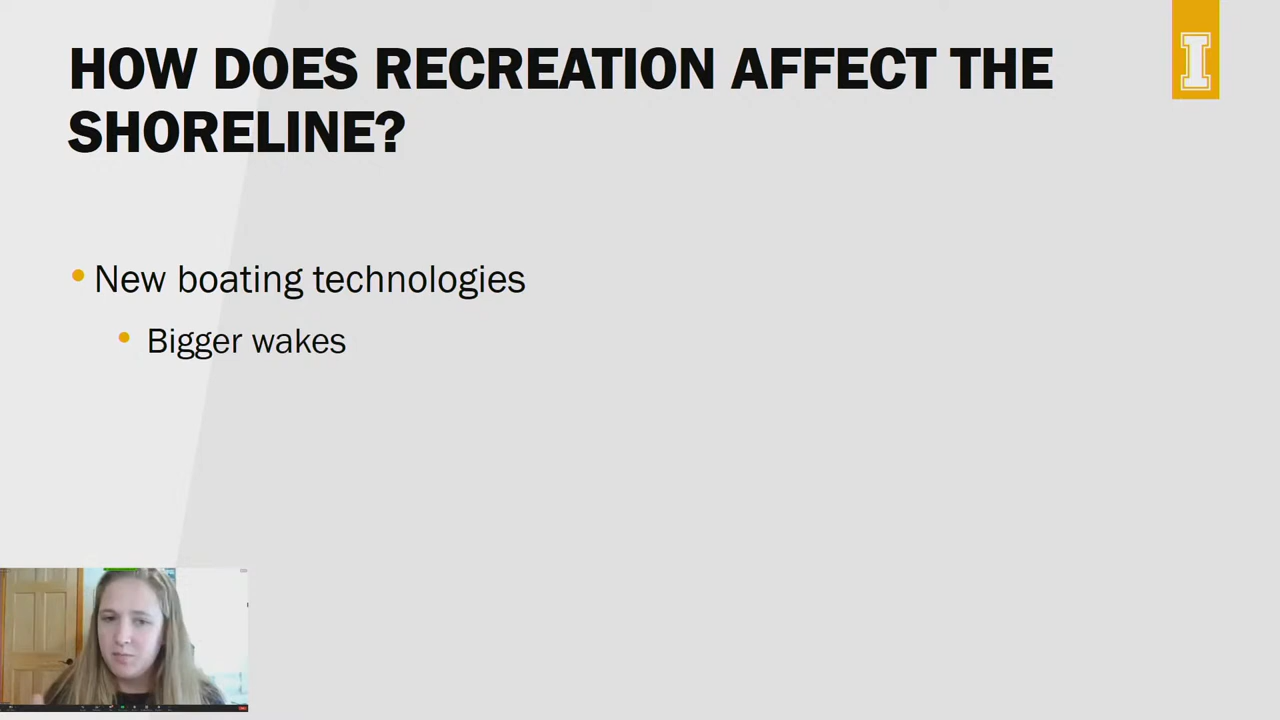 HOW DOES RECREATION AFFECT THE
SHORELINE?
I
• New boating technologies
• Bigger wakes